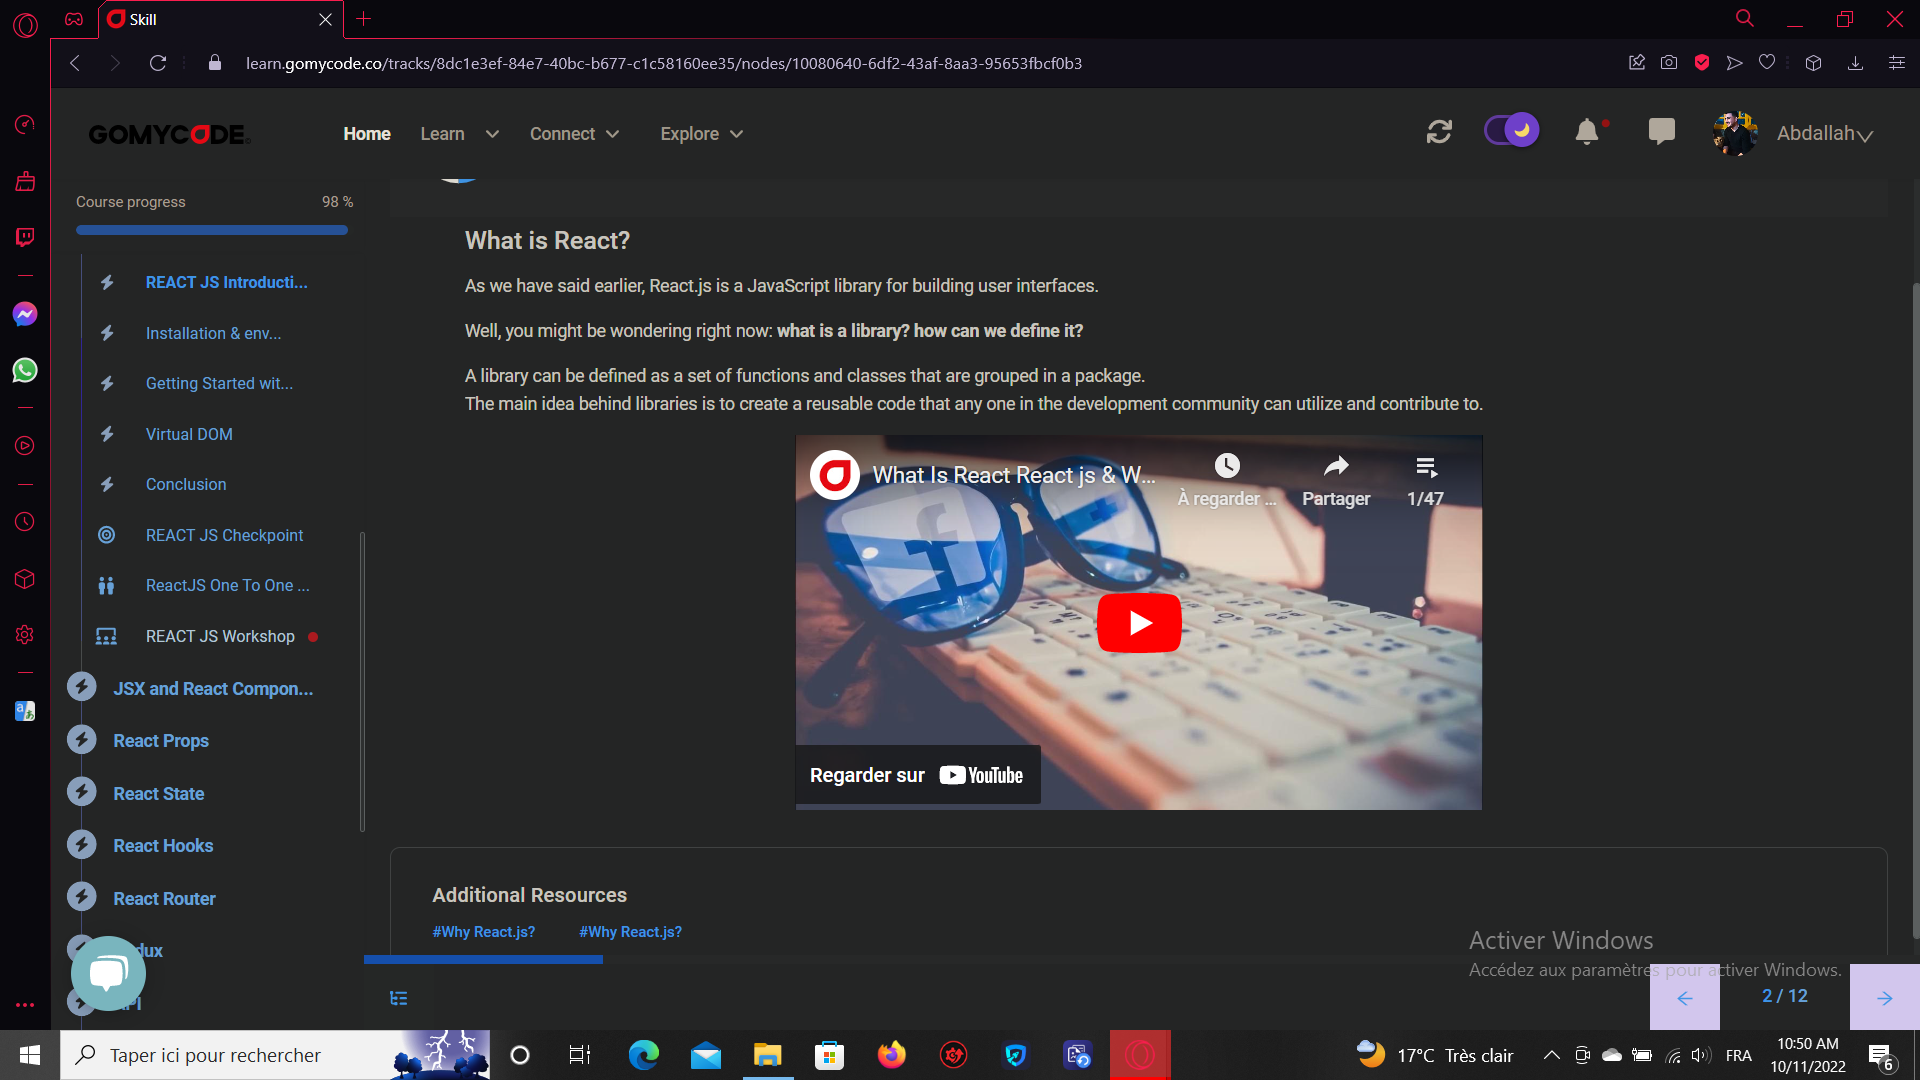 Skill
learn.gomycode.co/tracks/8dc1e3ef-84e7-40bc-b677-c1c58160ee35/nodes/10080640-6df2-43af-8aa3-95653fbcf0b3
GOMYCODE
Home
Learn
Connect
Explore
Abdallah
Course progress
98 %
REACT JS Introducti...
Installation & env...
Getting Started wit...
Virtual DOM
Conclusion
REACT JS Checkpoint
ReactJS One To One ...
REACT JS Workshop
JSX and React Compon...
React Props
React State
React Hooks
React Router
dux
PI
What is React?
As we have said earlier, React.js is a JavaScript library for building user interfaces.
Well, you might be wondering right now: what is a library? how can we define it?
A library can be defined as a set of functions and classes that are grouped in a package.
The main idea behind libraries is to create a reusable code that any one in the development community can utilize and contribute to.
What Is React React js & W...
À regarder ...
Partager
1/47
Regarder sur YouTube
Additional Resources
#Why React.js?
#Why React.js?
Activer Windows
Accédez aux paramètres pour activer Windows.
2 / 12
Taper ici pour rechercher
17°C Très clair
FRA
10:50 AM
10/11/2022
6